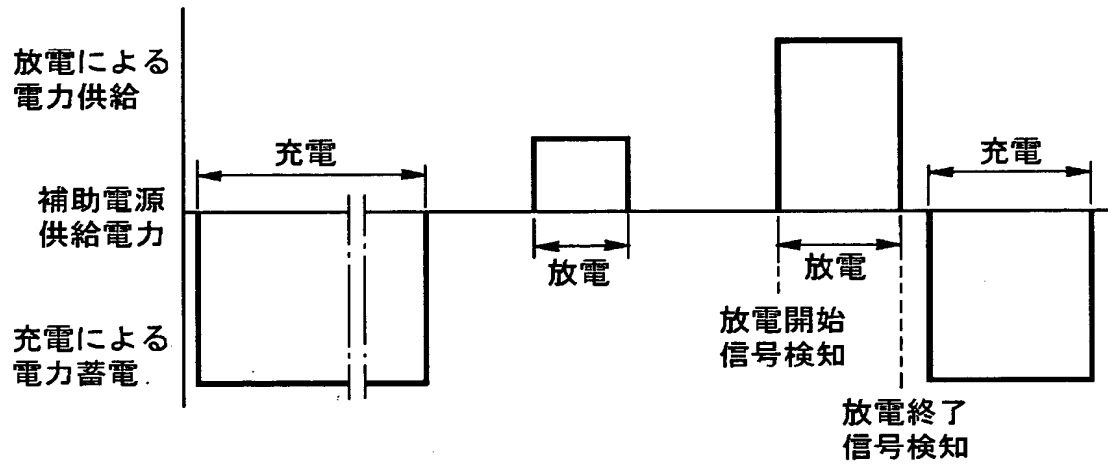 放電による
電力供給
充電
充電
補助電源
供給電力
放電
放電
放電開始
信号検知
充電による
電力蓄電
放電終了
信号検知